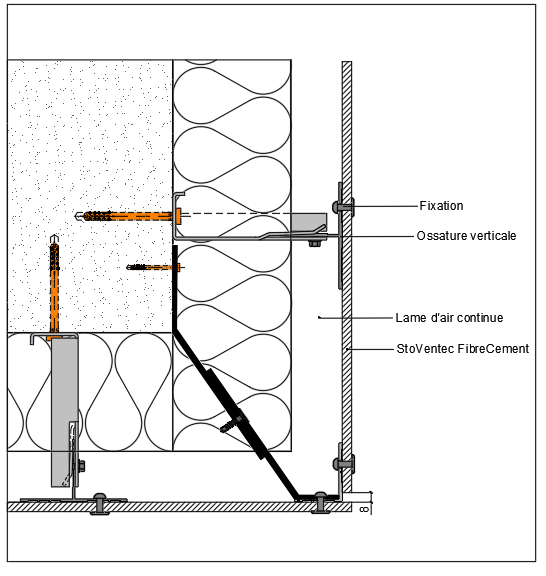 Fixation
Ossature verticale
Lame d'air continue
StoVentec FibreCement
8